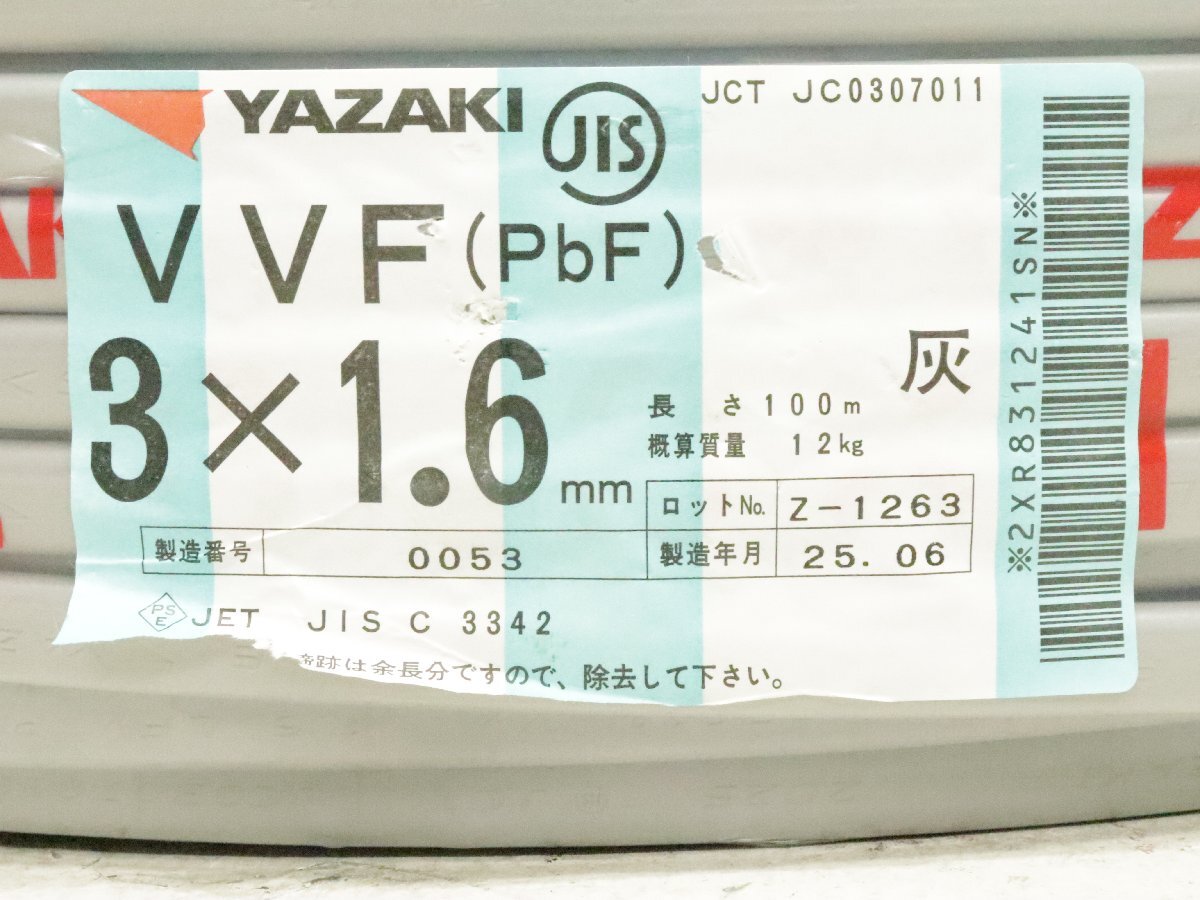 YAZAKI
JIS
JCT JC0307011
VVF(PbF)
灰
3×1.6mm
長さ100m
概算質量 12kg
ロットNo. Z-1263
製造番号 0053
製造年月 25.06
PSE JET JIS C 3342
跡は余長分ですので、除去して下さい。
※2XR831241SN※